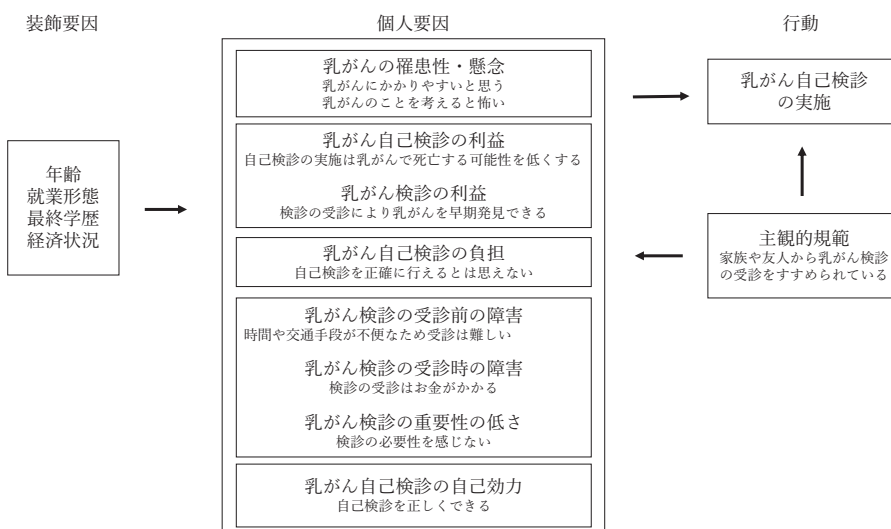 装飾要因
個人要因
行動
年齢
就業形態
最終学歴
経済状況
乳がんの罹患性・懸念
乳がんにかかりやすいと思う
乳がんのことを考えると怖い
乳がん自己検診の利益
自己検診の実施は乳がんで死亡する可能性を低くする
乳がん検診の利益
検診の受診により乳がんを早期発見できる
乳がん自己検診の負担
自己検診を正確に行えるとは思えない
乳がん検診の受診前の障害
時間や交通手段が不便なため受診は難しい
乳がん検診の受診時の障害
検診の受診はお金がかかる
乳がん検診の重要性の低さ
検診の必要性を感じない
乳がん自己検診の自己効力
自己検診を正しくできる
乳がん自己検診
の実施
主観的規範
家族や友人から乳がん検診
の受診をすすめられている